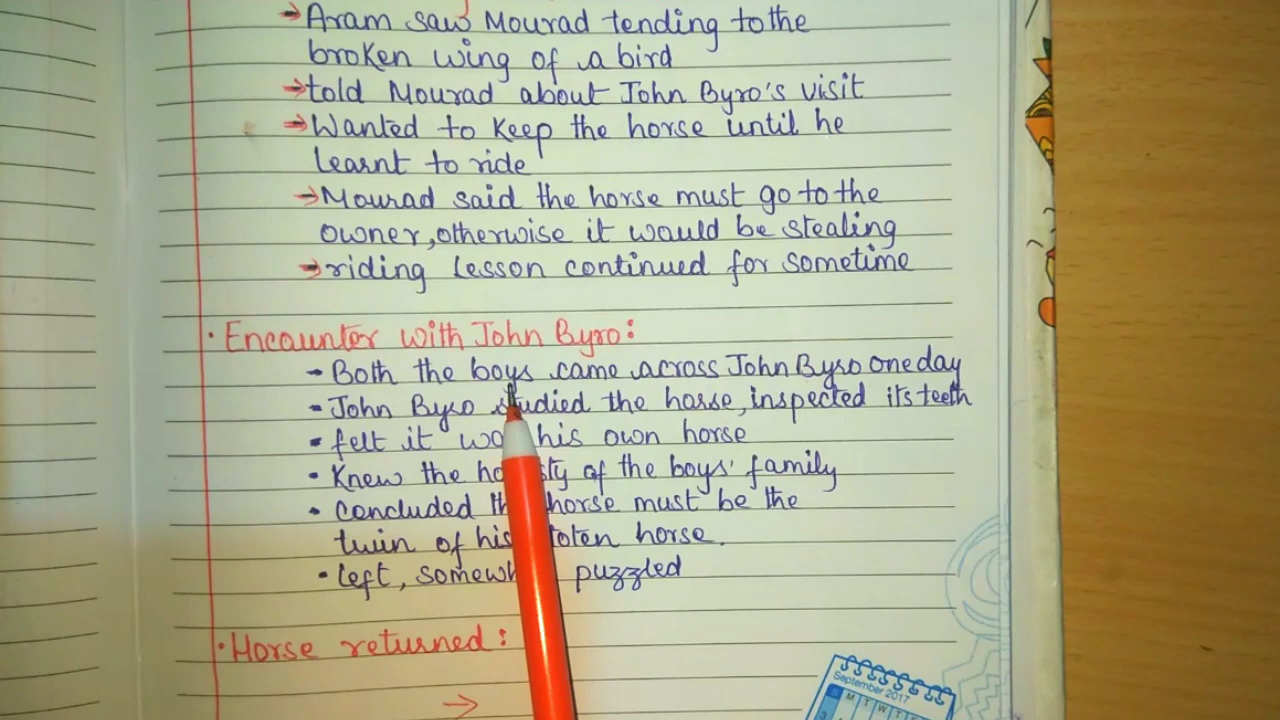 →Aram saw Mourad tending to the
broken wing of a bird
→told Mourad about John Byro's visit
→Wanted to keep the horse until he
learnt to ride
→Mourad said the horse must go to the
owner, otherwise it would be stealing
→riding lesson continued for sometime
• Encounter with John Byro:
- Both the boys came across John Byro one day
- John Byro studied the horse, inspected its teeth
• felt it his own horse
• Knew the of the boys' family
• concluded horse must be the
twin of his horse.
• left, puzzled
• Horse returned:
→
September 2017
S M T W T F